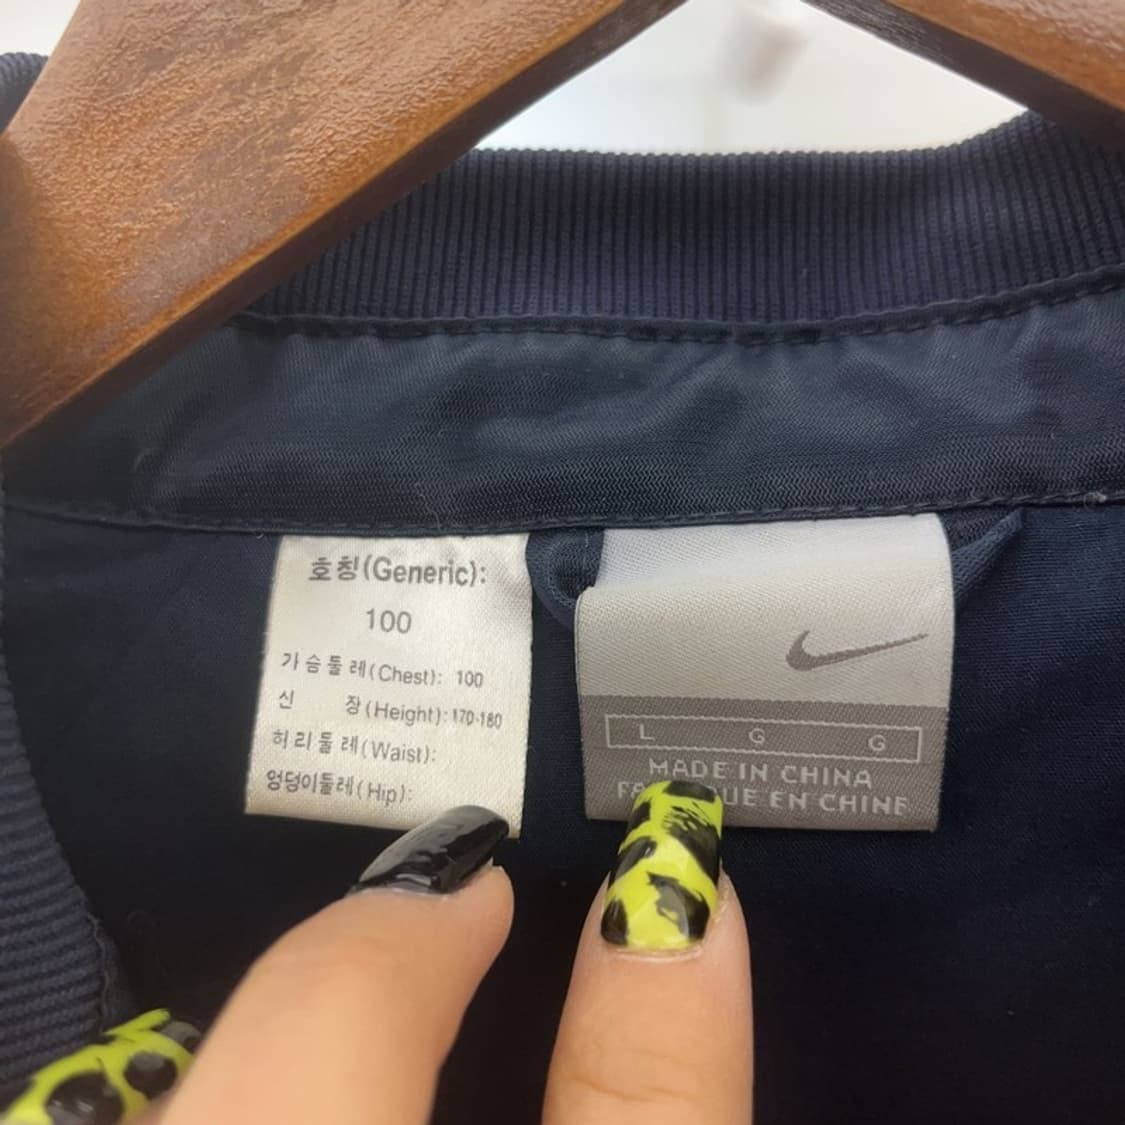 호칭(Generic):
100
가슴둘레(Chest): 100
신 장(Height): 170-180
허리둘레(Waist):
엉덩이둘레(Hip):
L G G
MADE IN CHINA
EN CHINE